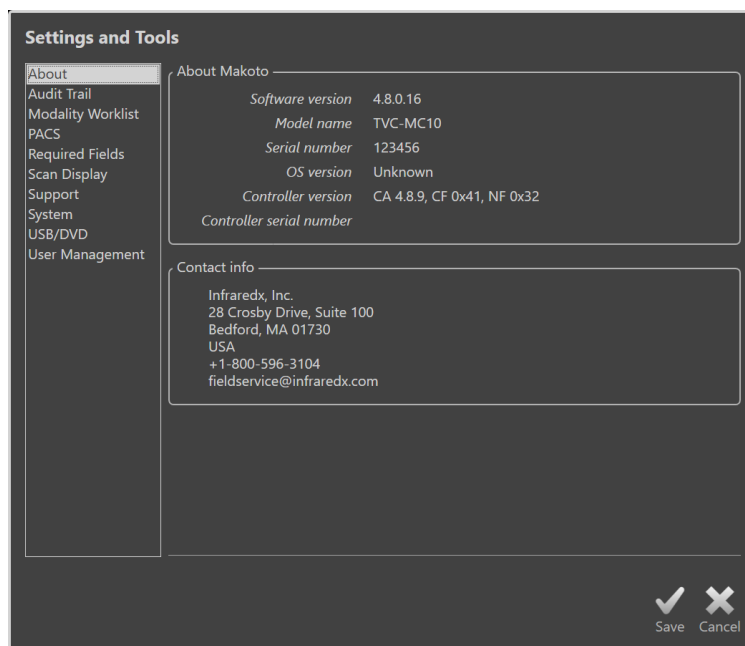 Settings and Tools
About
Audit Trail
Modality Worklist
PACS
Required Fields
Scan Display
Support
System
USB/DVD
User Management
About Makoto
Software version 4.8.0.16
Model name TVC-MC10
Serial number 123456
OS version Unknown
Controller version CA 4.8.9, CF 0x41, NF 0x32
Controller serial number
Contact info
Infraredx, Inc.
28 Crosby Drive, Suite 100
Bedford, MA 01730
USA
+1-800-596-3104
fieldservice@infraredx.com
Save Cancel